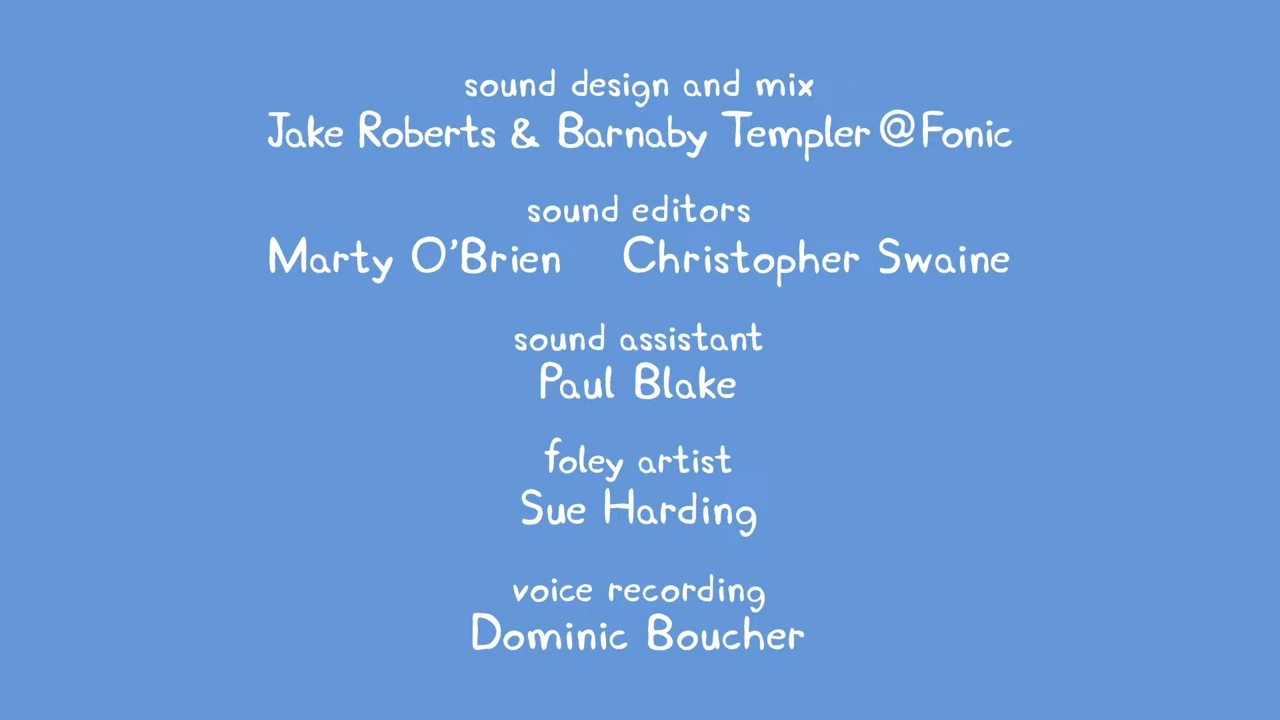 sound design and mix
Jake Roberts & Barnaby Templer @ Fonic
sound editors
Marty O'Brien Christopher Swaine
sound assistant
Paul Blake
foley artist
Sue Harding
voice recording
Dominic Boucher